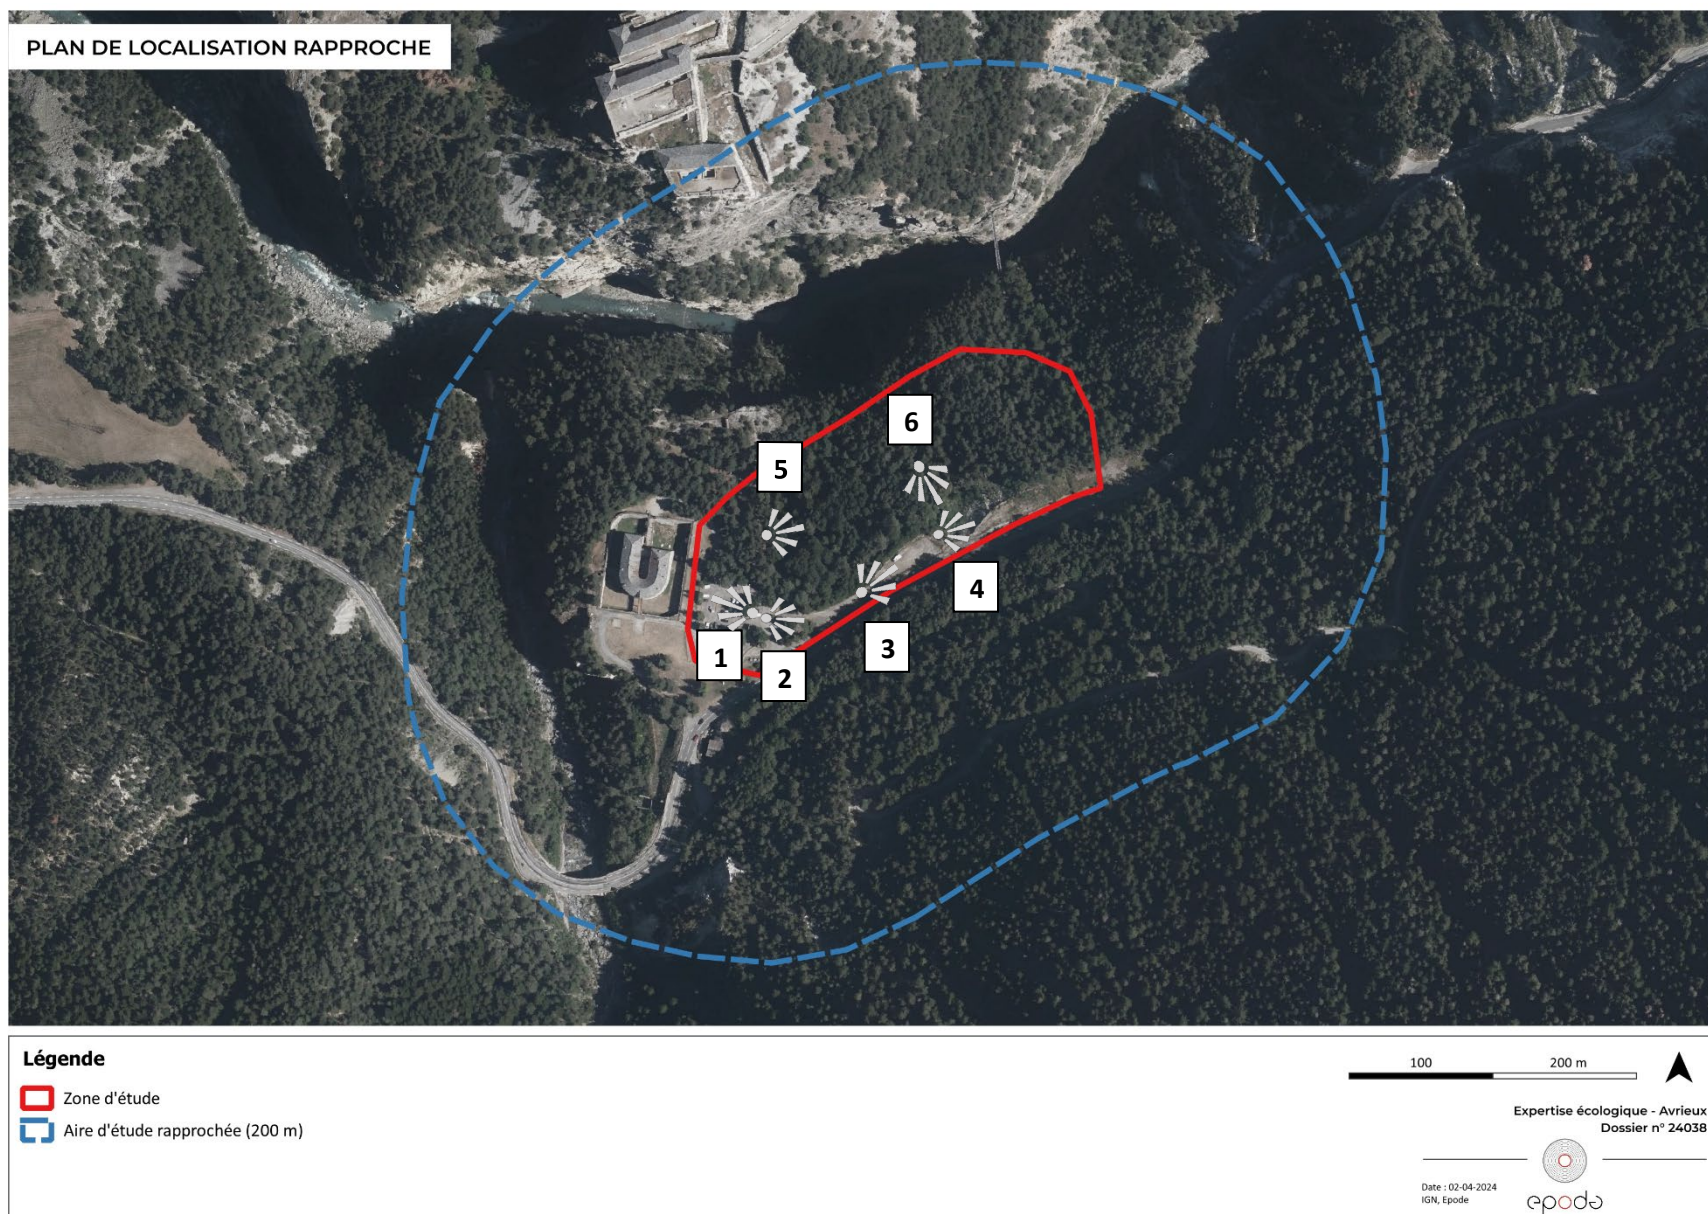 PLAN DE LOCALISATION RAPPROCHE
6
5
4
3
1
2
Légende
Zone d'étude
Aire d'étude rapprochée (200 m)
100 200 m
Expertise écologique - Avrieux
Dossier n° 24038
Date : 02-04-2024
IGN, Epode
epode